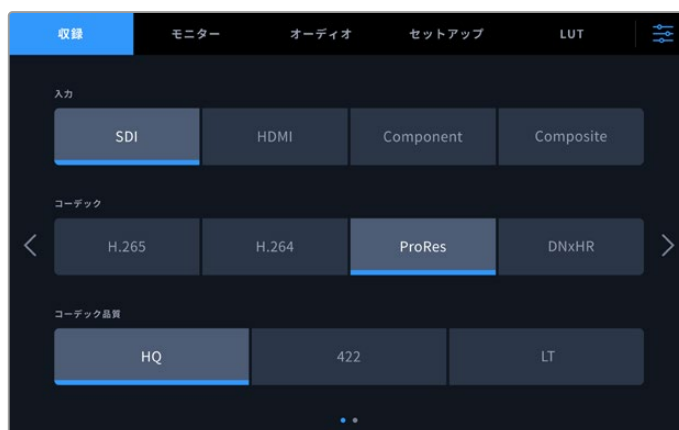 収録 モニター オーディオ セットアップ LUT
入力
SDI HDMI Component Composite
コーデック
H.265 H.264 ProRes DNxHR
コーデック品質
HQ 422 LT